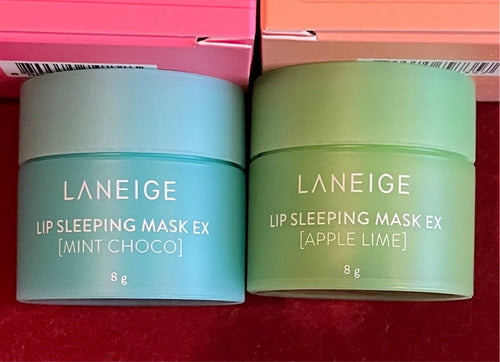 LANEIGE
LIP SLEEPING MASK EX
[MINT CHOCO]
8 g
LANEIGE
LIP SLEEPING MASK EX
[APPLE LIME]
8 g